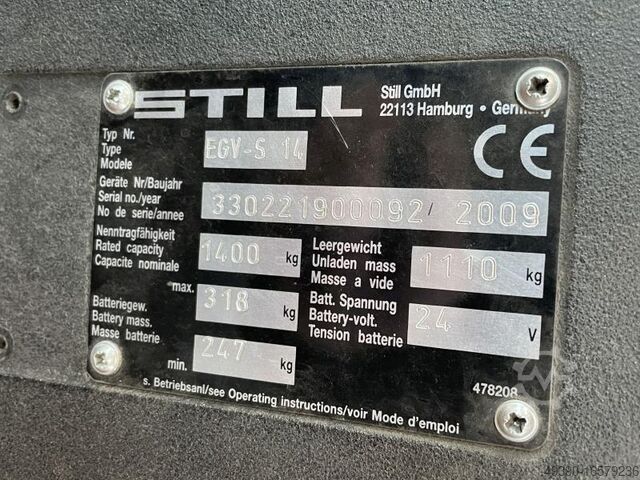 STILL
Still GmbH
22113 Hamburg • Germany
CE
Typ Nr.
Type
Modele
EGV-S 14
Geräte Nr/Baujahr
Serial no./year
No de serie/annee
330221900092/ 2009
Nenntragfähigkeit
Rated capacity
Capacite nominale
1400 kg
Leergewicht
Unladen mass
Masse a vide
1110 kg
Batteriegew.
Battery mass.
Masse batterie
max. 318 kg
min. 247 kg
Batt. Spannung
Battery-volt.
Tension batterie
24 V
s. Betriebsanl/see Operating instructions/voir Mode d'emploi
478208